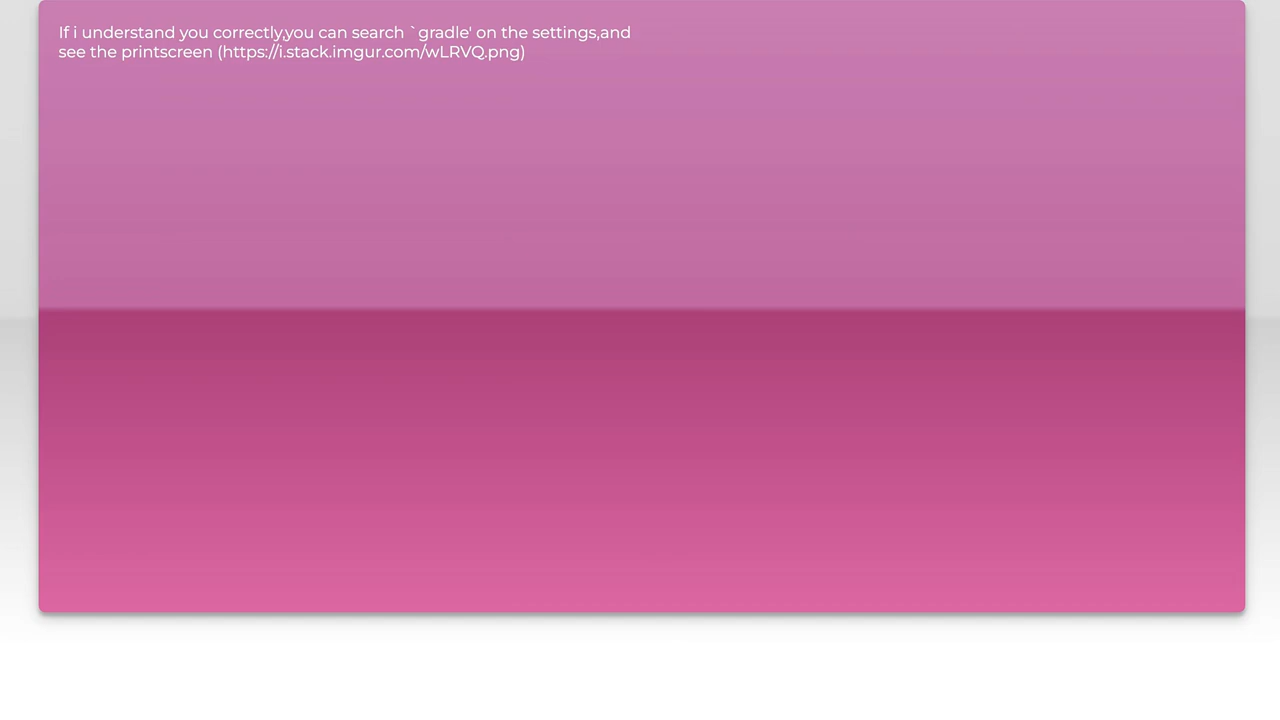 If i understand you correctly,you can search `gradle' on the settings,and
see the printscreen (https://i.stack.imgur.com/wLRVQ.png)